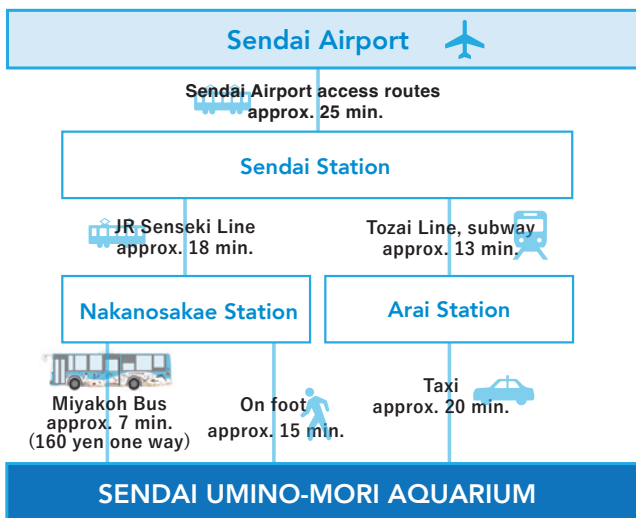 Sendai Airport
Sendai Airport access routes
approx. 25 min.
Sendai Station
JR Senseki Line
approx. 18 min.
Tozai Line, subway
approx. 13 min.
Nakanosakae Station
Arai Station
Miyakoh Bus
approx. 7 min.
(160 yen one way)
On foot
approx. 15 min.
Taxi
approx. 20 min.
SENDAI UMINO-MORI AQUARIUM